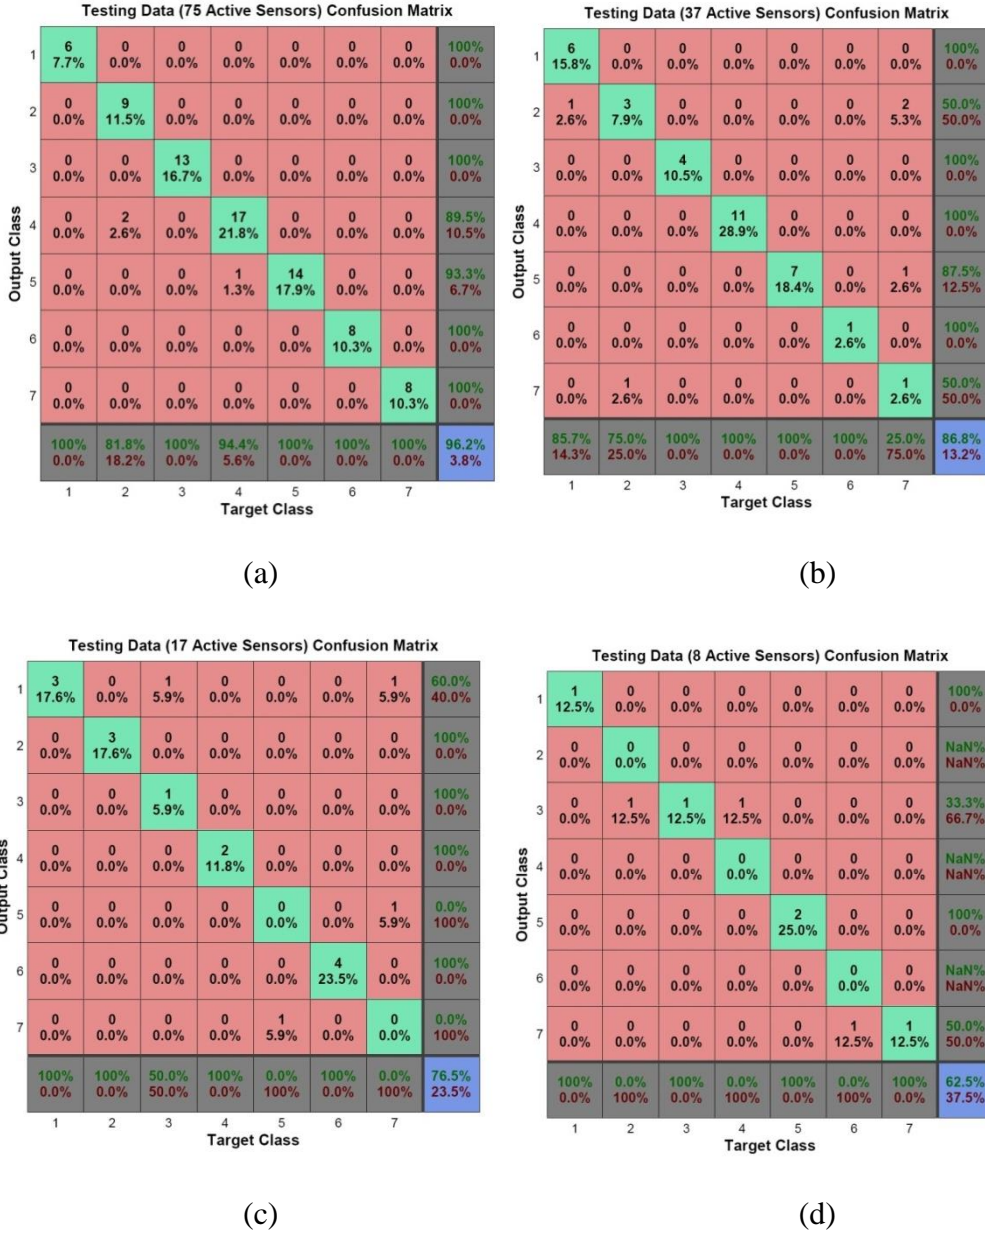 Testing Data (75 Active Sensors) Confusion Matrix
1 6 0 0 0 0 0 0 100%
7.7% 0.0% 0.0% 0.0% 0.0% 0.0% 0.0% 0.0%
2 0 9 0 0 0 0 0 100%
0.0% 11.5% 0.0% 0.0% 0.0% 0.0% 0.0% 0.0%
3 0 0 13 0 0 0 0 100%
0.0% 0.0% 16.7% 0.0% 0.0% 0.0% 0.0% 0.0%
4 0 2 0 17 0 0 0 89.5%
0.0% 2.6% 0.0% 21.8% 0.0% 0.0% 0.0% 10.5%
5 0 0 0 1 14 0 0 93.3%
0.0% 0.0% 0.0% 1.3% 17.9% 0.0% 0.0% 6.7%
6 0 0 0 0 0 8 0 100%
0.0% 0.0% 0.0% 0.0% 0.0% 10.3% 0.0% 0.0%
7 0 0 0 0 0 0 8 100%
0.0% 0.0% 0.0% 0.0% 0.0% 0.0% 10.3% 0.0%
100% 81.8% 100% 94.4% 100% 100% 100% 96.2%
0.0% 18.2% 0.0% 5.6% 0.0% 0.0% 0.0% 3.8%
1 2 3 4 5 6 7
Target Class
Output Class
(a)
Testing Data (37 Active Sensors) Confusion Matrix
1 6 0 0 0 0 0 0 100%
15.8% 0.0% 0.0% 0.0% 0.0% 0.0% 0.0% 0.0%
2 1 3 0 0 0 0 2 50.0%
2.6% 7.9% 0.0% 0.0% 0.0% 0.0% 5.3% 50.0%
3 0 0 4 0 0 0 0 100%
0.0% 0.0% 10.5% 0.0% 0.0% 0.0% 0.0% 0.0%
4 0 0 0 11 0 0 0 100%
0.0% 0.0% 0.0% 28.9% 0.0% 0.0% 0.0% 0.0%
5 0 0 0 0 7 0 1 87.5%
0.0% 0.0% 0.0% 0.0% 18.4% 0.0% 2.6% 12.5%
6 0 0 0 0 0 1 0 100%
0.0% 0.0% 0.0% 0.0% 0.0% 2.6% 0.0% 0.0%
7 0 1 0 0 0 0 1 50.0%
0.0% 2.6% 0.0% 0.0% 0.0% 0.0% 2.6% 50.0%
85.7% 75.0% 100% 100% 100% 100% 25.0% 86.8%
14.3% 25.0% 0.0% 0.0% 0.0% 0.0% 75.0% 13.2%
1 2 3 4 5 6 7
Target Class
Output Class
(b)
Testing Data (17 Active Sensors) Confusion Matrix
1 3 0 1 0 0 0 1 60.0%
17.6% 0.0% 5.9% 0.0% 0.0% 0.0% 5.9% 40.0%
2 0 3 0 0 0 0 0 100%
0.0% 17.6% 0.0% 0.0% 0.0% 0.0% 0.0% 0.0%
3 0 0 1 0 0 0 0 100%
0.0% 0.0% 5.9% 0.0% 0.0% 0.0% 0.0% 0.0%
4 0 0 0 2 0 0 0 100%
0.0% 0.0% 0.0% 11.8% 0.0% 0.0% 0.0% 0.0%
5 0 0 0 0 0 0 1 0.0%
0.0% 0.0% 0.0% 0.0% 0.0% 0.0% 5.9% 100%
6 0 0 0 0 0 4 0 100%
0.0% 0.0% 0.0% 0.0% 0.0% 23.5% 0.0% 0.0%
7 0 0 0 0 1 0 0 0.0%
0.0% 0.0% 0.0% 0.0% 5.9% 0.0% 0.0% 100%
100% 100% 50.0% 100% 0.0% 100% 0.0% 76.5%
0.0% 0.0% 50.0% 0.0% 100% 0.0% 100% 23.5%
1 2 3 4 5 6 7
Target Class
Output Class
(c)
Testing Data (8 Active Sensors) Confusion Matrix
1 1 0 0 0 0 0 0 100%
12.5% 0.0% 0.0% 0.0% 0.0% 0.0% 0.0% 0.0%
2 0 0 0 0 0 0 0 NaN%
0.0% 0.0% 0.0% 0.0% 0.0% 0.0% 0.0% NaN%
3 0 1 1 1 0 0 0 33.3%
0.0% 12.5% 12.5% 12.5% 0.0% 0.0% 0.0% 66.7%
4 0 0 0 0 0 0 0 NaN%
0.0% 0.0% 0.0% 0.0% 0.0% 0.0% 0.0% NaN%
5 0 0 0 0 2 0 0 100%
0.0% 0.0% 0.0% 0.0% 25.0% 0.0% 0.0% 0.0%
6 0 0 0 0 0 0 0 NaN%
0.0% 0.0% 0.0% 0.0% 0.0% 0.0% 0.0% NaN%
7 0 0 0 0 0 1 1 50.0%
0.0% 0.0% 0.0% 0.0% 0.0% 12.5% 12.5% 50.0%
100% 0.0% 100% 0.0% 100% 0.0% 100% 62.5%
0.0% 100% 0.0% 100% 0.0% 100% 0.0% 37.5%
1 2 3 4 5 6 7
Target Class
Output Class
(d)